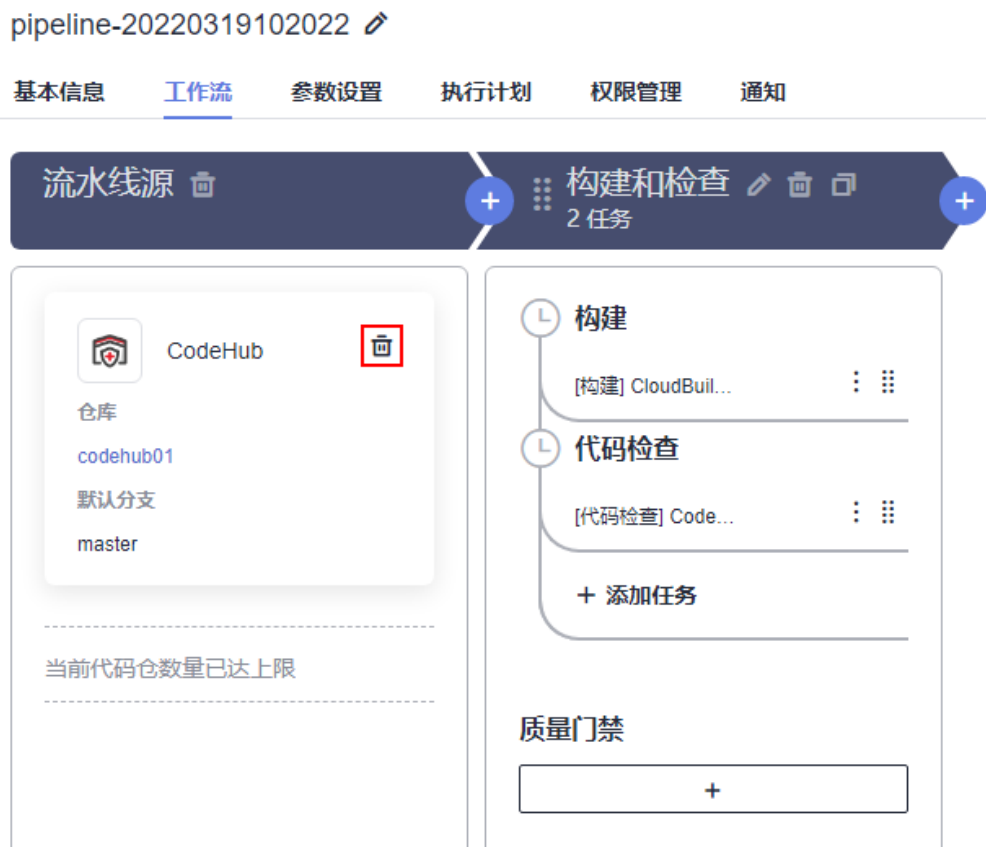 pipeline-20220319102022
基本信息 工作流 参数设置 执行计划 权限管理 通知
流水线源
构建和检查
2 任务
CodeHub
仓库
codehub01
默认分支
master
当前代码仓数量已达上限
构建
[构建] CloudBuil...
代码检查
[代码检查] Code...
+ 添加任务
质量门禁
+